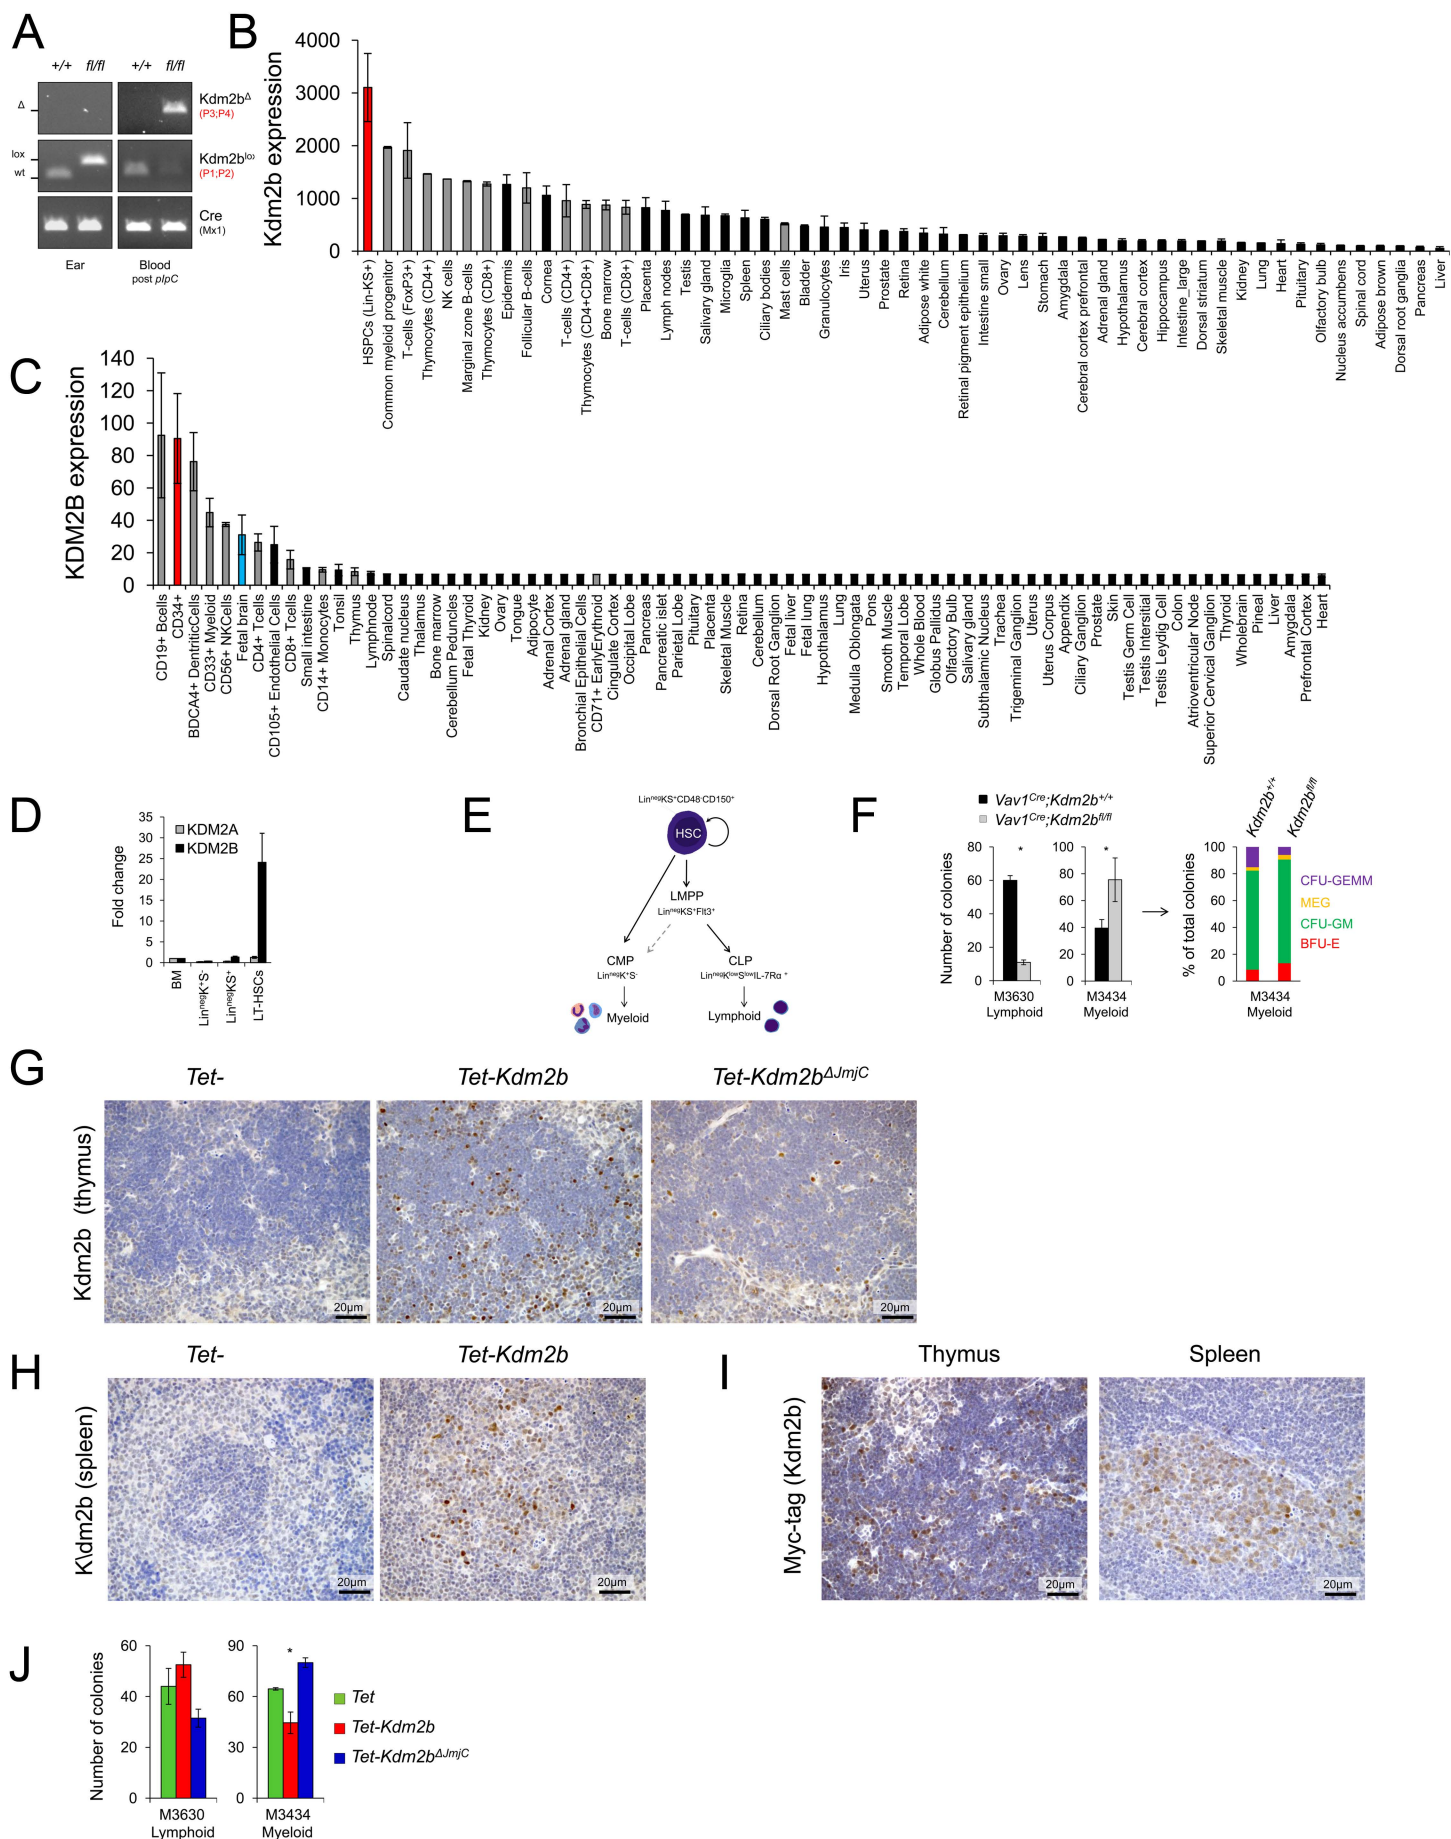 A
+/+ fl/fl +/+ fl/fl
Δ
Kdm2bΔ
(P3;P4)
lox
wt
Kdm2blox
(P1;P2)
Cre
(Mx1)
Ear
Blood
post pIpC
B
Kdm2b expression
4000
3000
2000
1000
0
HSPCs (Lin-KS+)
Common myeloid progenitor
T-cells (FoxP3+)
Thymocytes (CD4+)
NK cells
Marginal zone B-cells
Thymocytes (CD8+)
Epidermis
Follicular B-cells
Cornea
T-cells (CD4+)
Thymocytes (CD4+CD8+)
Bone marrow
T-cells (CD8+)
Placenta
Lymph nodes
Testis
Salivary gland
Microglia
Spleen
Ciliary bodies
Mast cells
Bladder
Granulocytes
Iris
Uterus
Prostate
Retina
Adipose white
Cerebellum
Retinal pigment epithelium
Intestine small
Ovary
Lens
Stomach
Amygdala
Cerebral cortex prefrontal
Adrenal gland
Hypothalamus
Cerebral cortex
Hippocampus
Intestine_large
Dorsal striatum
Skeletal muscle
Kidney
Lung
Heart
Pituitary
Olfactory bulb
Nucleus accumbens
Spinal cord
Adipose brown
Dorsal root ganglia
Pancreas
Liver
C
KDM2B expression
140
120
100
80
60
40
20
0
CD19+ Bcells
CD34+
BDCA4+ DentriticCells
CD33+ Myeloid
CD56+ NKCells
Fetal brain
CD4+ Tcells
CD105+ Endothelial Cells
CD8+ Tcells
Small intestine
CD14+ Monocytes
Tonsil
Thymus
Lymphnode
Spinalcord
Caudate nucleus
Thalamus
Bone marrow
Cerebellum Peduncles
Fetal Thyroid
Kidney
Ovary
Tongue
Adipocyte
Adrenal Cortex
Adrenal gland
Bronchial Epithelial Cells
CD71+ EarlyErythroid
Cingulate Cortex
Occipital Lobe
Pancreas
Pancreatic islet
Parietal Lobe
Pituitary
Placenta
Skeletal Muscle
Retina
Cerebellum
Dorsal Root Ganglion
Fetal liver
Fetal lung
Hypothalamus
Lung
Medulla Oblongata
Pons
Smooth Muscle
Temporal Lobe
Whole Blood
Globus Pallidus
Olfactory Bulb
Salivary gland
Subthalamic Nucleus
Trachea
Trigeminal Ganglion
Uterus
Uterus Corpus
Appendix
Ciliary Ganglion
Prostate
Skin
Testis Germ Cell
Testis Intersitial
Testis Leydig Cell
Colon
Atrioventricular Node
Superior Cervical Ganglion
Thyroid
Wholebrain
Pineal
Liver
Amygdala
Prefrontal Cortex
Heart
D
Fold change
35
30
25
20
15
10
5
0
KDM2A
KDM2B
BM
LinnegK+S-
LinnegKS+
LT-HSCs
E
LinnegKS+CD48-CD150+
HSC
LMPP
LinnegKS+Flt3+
CMP
LinnegK+S-
CLP
LinnegKlowSlowIL-7Rα +
Myeloid
Lymphoid
F
Vav1Cre;Kdm2b+/+
Vav1Cre;Kdm2bfl/fl
Number of colonies
60
40
20
0
*
M3630
Lymphoid
100
80
60
40
20
0
*
M3434
Myeloid
Kdm2b+/+
Kdm2bfl/fl
% of total colonies
100
80
60
40
20
0
M3434
Myeloid
CFU-GEMM
MEG
CFU-GM
BFU-E
G
Tet-
Tet-Kdm2b
Tet-Kdm2bΔJmjC
Kdm2b (thymus)
20µm
20µm
20µm
H
Tet-
Tet-Kdm2b
K\dm2b (spleen)
20µm
20µm
I
Thymus
Spleen
Myc-tag (Kdm2b)
20µm
20µm
J
Number of colonies
60
40
20
0
M3630
Lymphoid
90
60
30
0
*
M3434
Myeloid
Tet
Tet-Kdm2b
Tet-Kdm2bΔJmjC